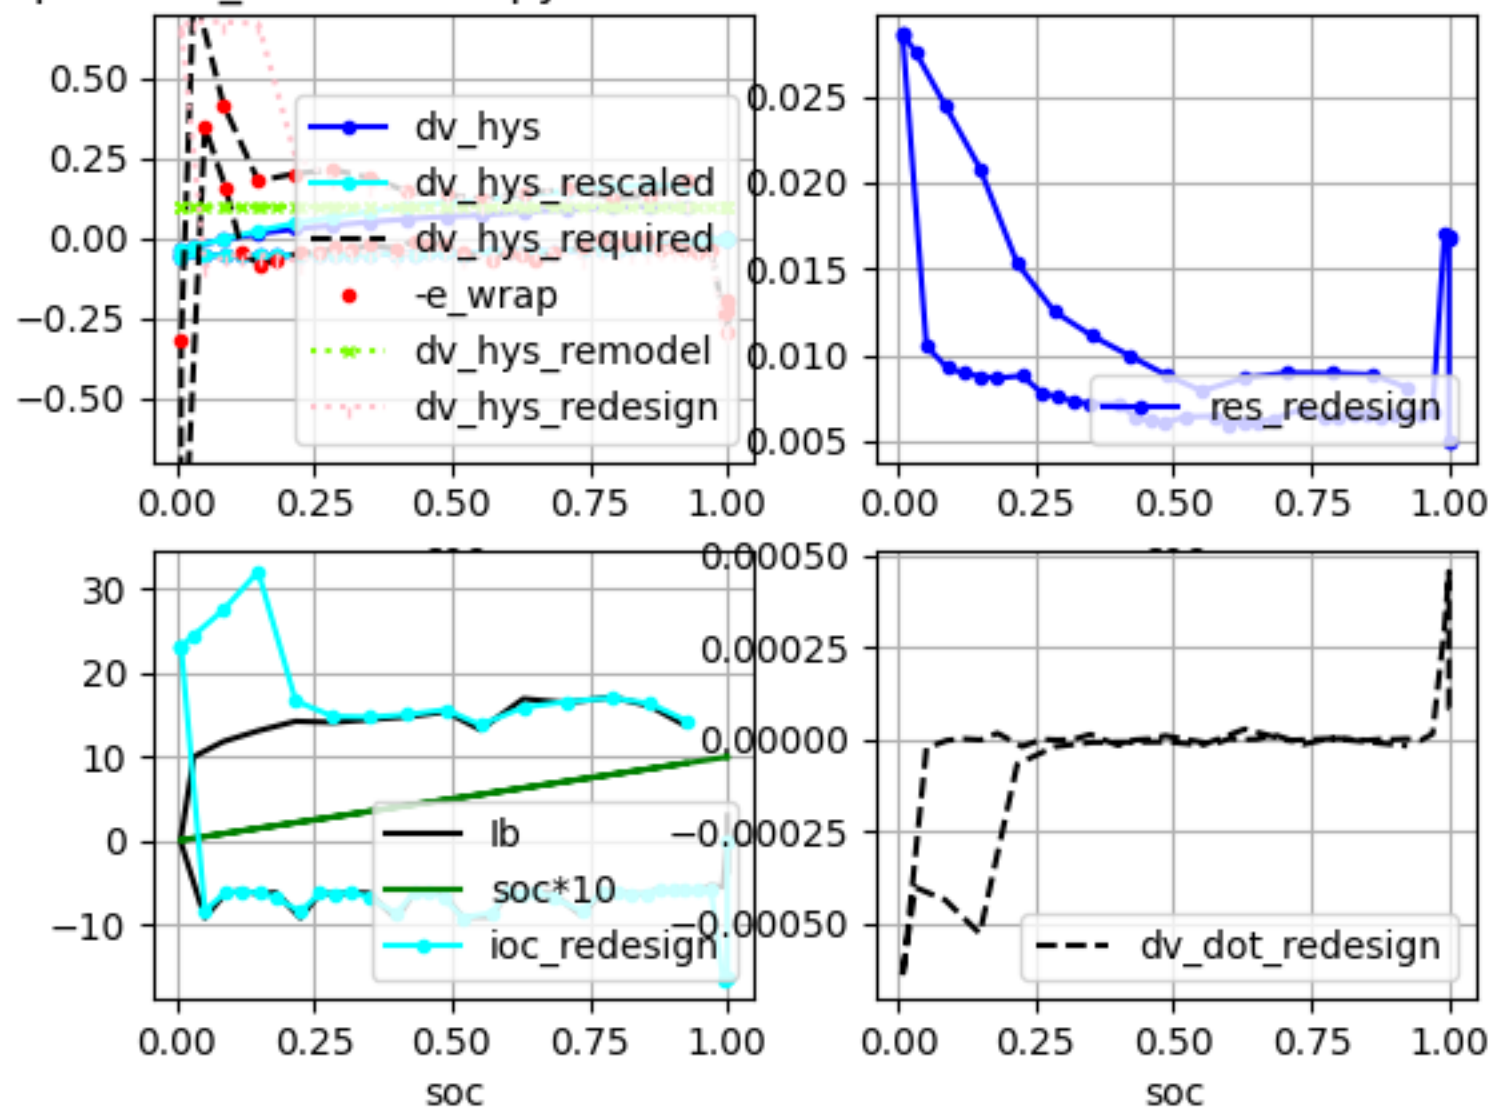 0.50
0.25
0.00
−0.25
−0.50
dv_hys
dv_hys_rescaled
dv_hys_required
-e_wrap
dv_hys_remodel
dv_hys_redesign
0.00 0.25 0.50 0.75 1.00
0.025
0.020
0.015
0.010
0.005
res_redesign
0.00 0.25 0.50 0.75 1.00
30
20
10
0
−10
Ib
soc*10
ioc_redesign
0.00 0.25 0.50 0.75 1.00
soc
0.00050
0.00025
0.00000
−0.00025
−0.00050
dv_dot_redesign
0.00 0.25 0.50 0.75 1.00
soc